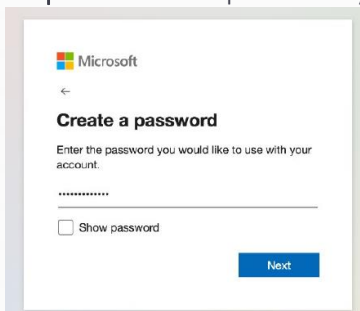 Microsoft
←
Create a password
Enter the password you would like to use with your
account.
•••••••••••••
Show password
Next